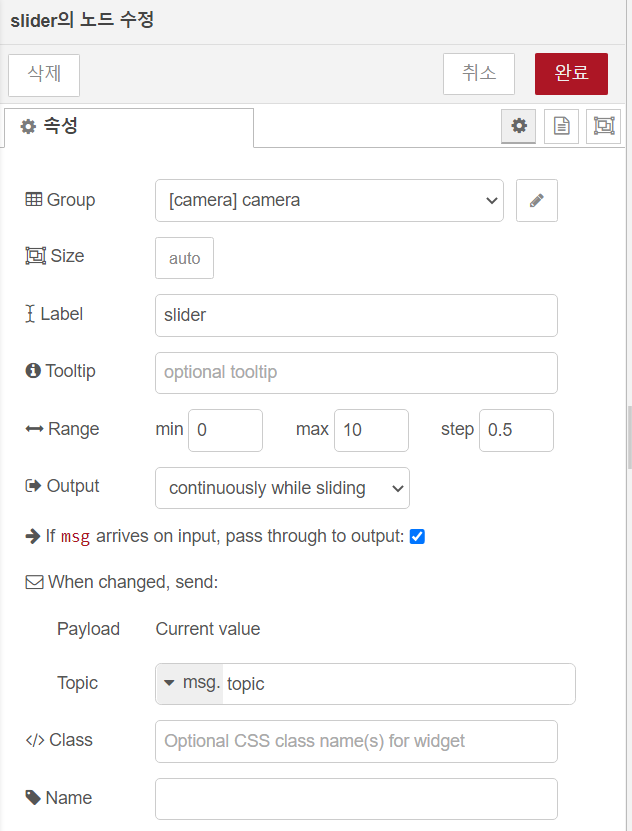 slider의 노드 수정
삭제 취소 완료
속성
Group [camera] camera
Size auto
Label slider
Tooltip optional tooltip
Range min 0 max 10 step 0.5
Output continuously while sliding
If msg arrives on input, pass through to output:
When changed, send:
Payload Current value
Topic msg. topic
</> Class Optional CSS class name(s) for widget
Name